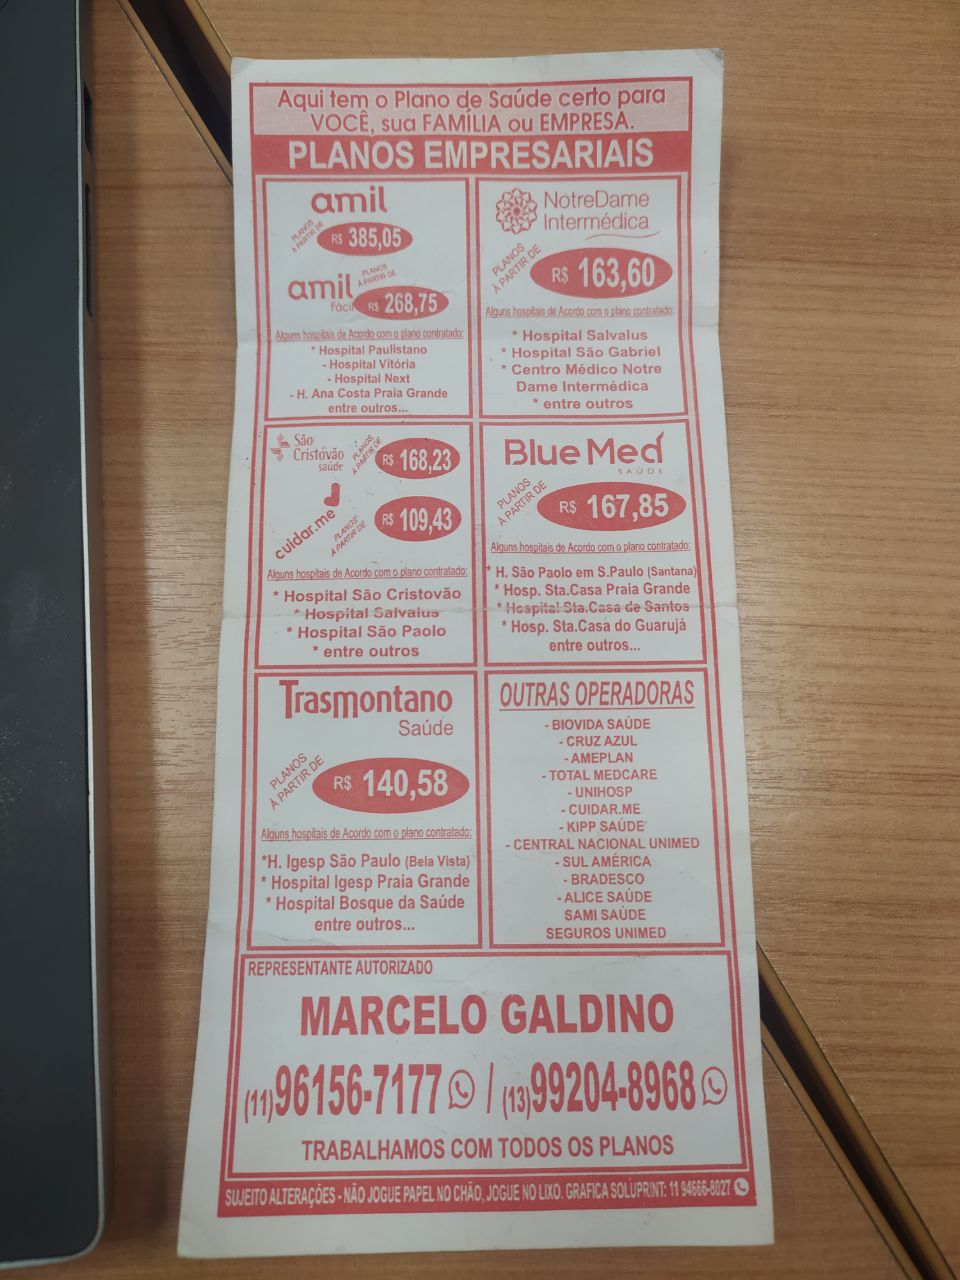 Aqui tem o Plano de Saúde certo para
VOCÊ, sua FAMÍLIA ou EMPRESA.
PLANOS EMPRESARIAIS
amil
PLANOS
À PARTIR DE
R$ 385,05
amil
fácil
PLANOS
À PARTIR DE
R$ 268,75
Alguns hospitais de Acordo com o plano contratado:
* Hospital Paulistano
- Hospital Vitória
- Hospital Next
- H. Ana Costa Praia Grande
entre outros...
NotreDame
Intermédica
PLANOS
À PARTIR DE
R$ 163,60
Alguns hospitais de Acordo com o plano contratado:
* Hospital Salvalus
* Hospital São Gabriel
* Centro Médico Notre
Dame Intermédica
* entre outros
São
Cristóvão
saúde
PLANOS
À PARTIR DE
R$ 168,23
cuidar.me
PLANOS
À PARTIR DE
R$ 109,43
Alguns hospitais de Acordo com o plano contratado:
* Hospital São Cristovão
* Hospital Salvalus
* Hospital São Paolo
* entre outros
Blue Med
SAÚDE
PLANOS
À PARTIR DE
R$ 167,85
Alguns hospitais de Acordo com o plano contratado:
* H. São Paolo em S.Paulo (Santana)
* Hosp. Sta.Casa Praia Grande
* Hospital Sta.Casa de Santos
* Hosp. Sta.Casa do Guarujá
entre outros...
Trasmontano
Saúde
PLANOS
À PARTIR DE
R$ 140,58
Alguns hospitais de Acordo com o plano contratado:
*H. Igesp São Paulo (Bela Vista)
* Hospital Igesp Praia Grande
* Hospital Bosque da Saúde
entre outros...
OUTRAS OPERADORAS
- BIOVIDA SAÚDE
- CRUZ AZUL
- AMEPLAN
- TOTAL MEDCARE
- UNIHOSP
- CUIDAR.ME
- KIPP SAÚDE
- CENTRAL NACIONAL UNIMED
- SUL AMÉRICA
- BRADESCO
- ALICE SAÚDE
SAMI SAÚDE
SEGUROS UNIMED
REPRESENTANTE AUTORIZADO
MARCELO GALDINO
(11)96156-7177 / (13)99204-8968
TRABALHAMOS COM TODOS OS PLANOS
SUJEITO ALTERAÇÕES - NÃO JOGUE PAPEL NO CHÃO, JOGUE NO LIXO. GRAFICA SOLUPRINT: 11 94666-8027